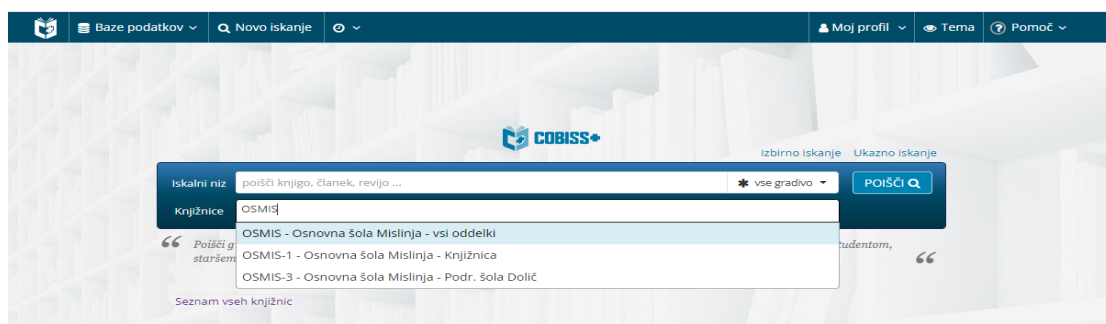 Baze podatkov Novo iskanje Moj profil Tema Pomoč
COBISS+
Izbirno iskanje Ukazno iskanje
Iskalni niz poišči knjigo, članek, revijo ... vse gradivo POIŠČI
Knjižnice OSMIS
OSMIS - Osnovna šola Mislinja - vsi oddelki
Poišči g tudentom,
OSMIS-1 - Osnovna šola Mislinja - Knjižnica
staršem
OSMIS-3 - Osnovna šola Mislinja - Podr. šola Dolič
Seznam vseh knjižnic